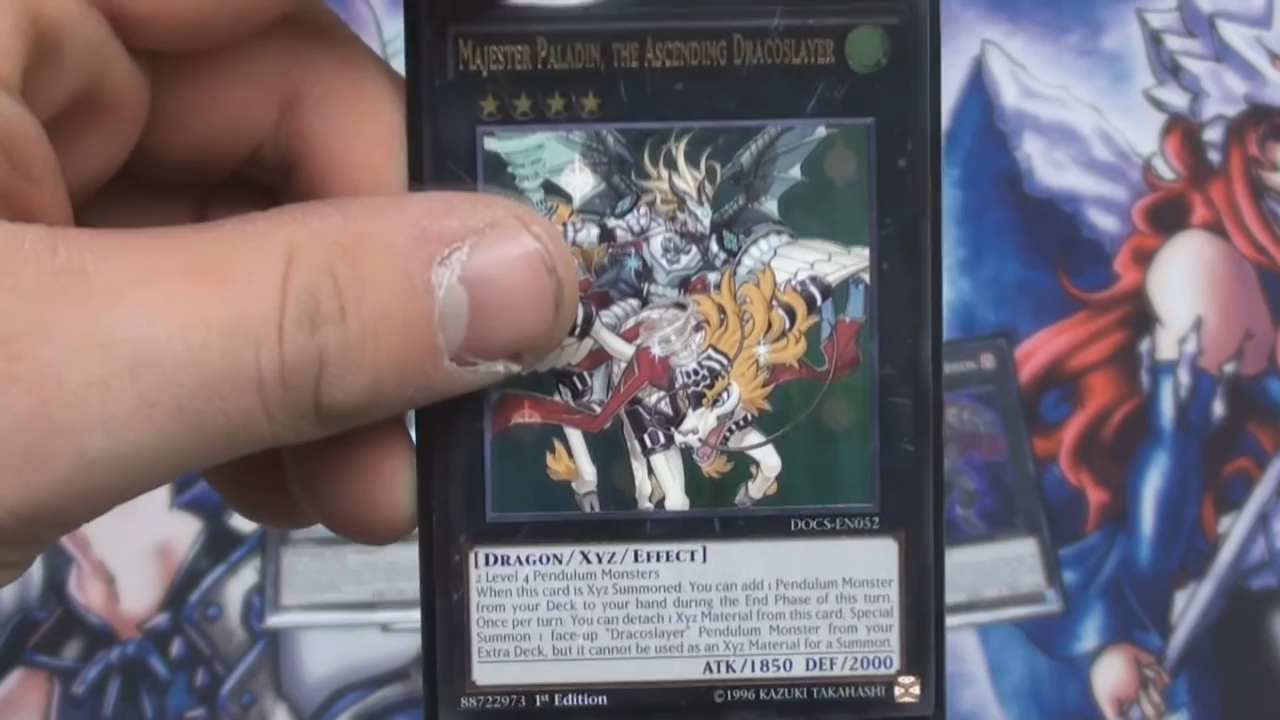 MAJESTER PALADIN, THE ASCENDING DRACOSLAYER
DOCS-EN052
[DRAGON/XYZ/EFFECT]
2 Level 4 Pendulum Monsters
When this card is Xyz Summoned: You can add 1 Pendulum Monster
from your Deck to your hand during the End Phase of this turn.
Once per turn: You can detach 1 Xyz Material from this card; Special
Summon 1 face-up "Dracoslayer" Pendulum Monster from your
Extra Deck, but it cannot be used as an Xyz Material for a Summon.
ATK/1850 DEF/2000
88722973 1st Edition
©1996 KAZUKI TAKAHASHI